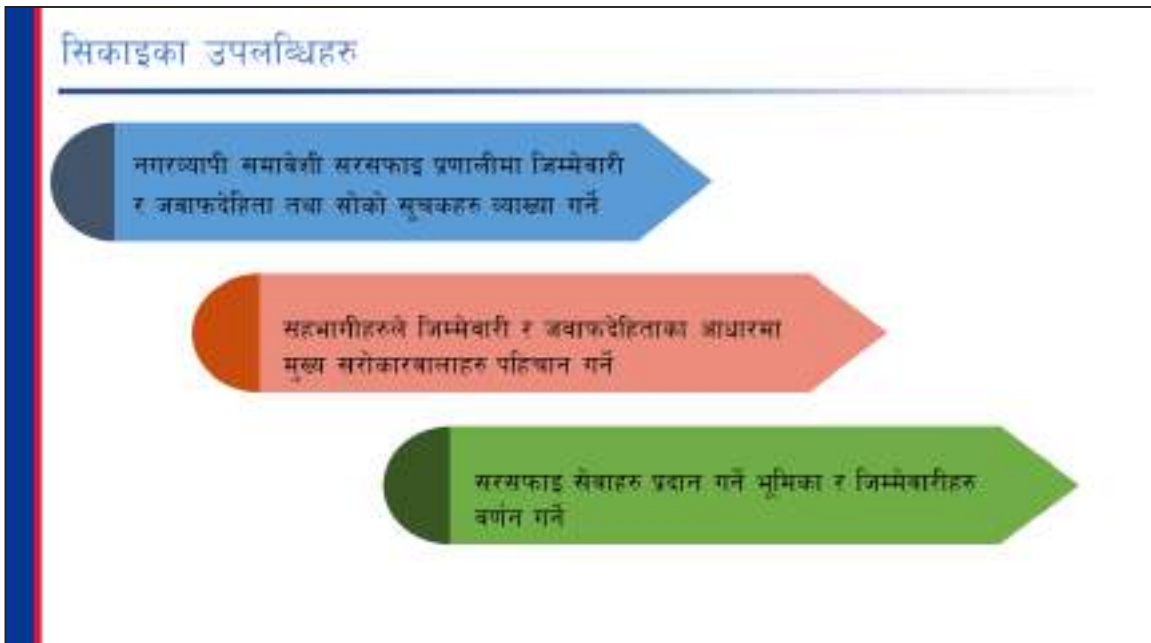 सिकाइका उपलब्धिहरु
नगरव्यापी समावेशी सरसफाइ प्रणालीमा जिम्मेवारी
र जवाफदेहिता तथा सोको सूचकहरु व्याख्या गर्ने
सहभागीहरुले जिम्मेवारी र जवाफदेहिताका आधारमा
मुख्य सरोकारवालाहरु पहिचान गर्ने
सरसफाइ सेवाहरु प्रदान गर्ने भूमिका र जिम्मेवारीहरु
वर्णन गर्ने